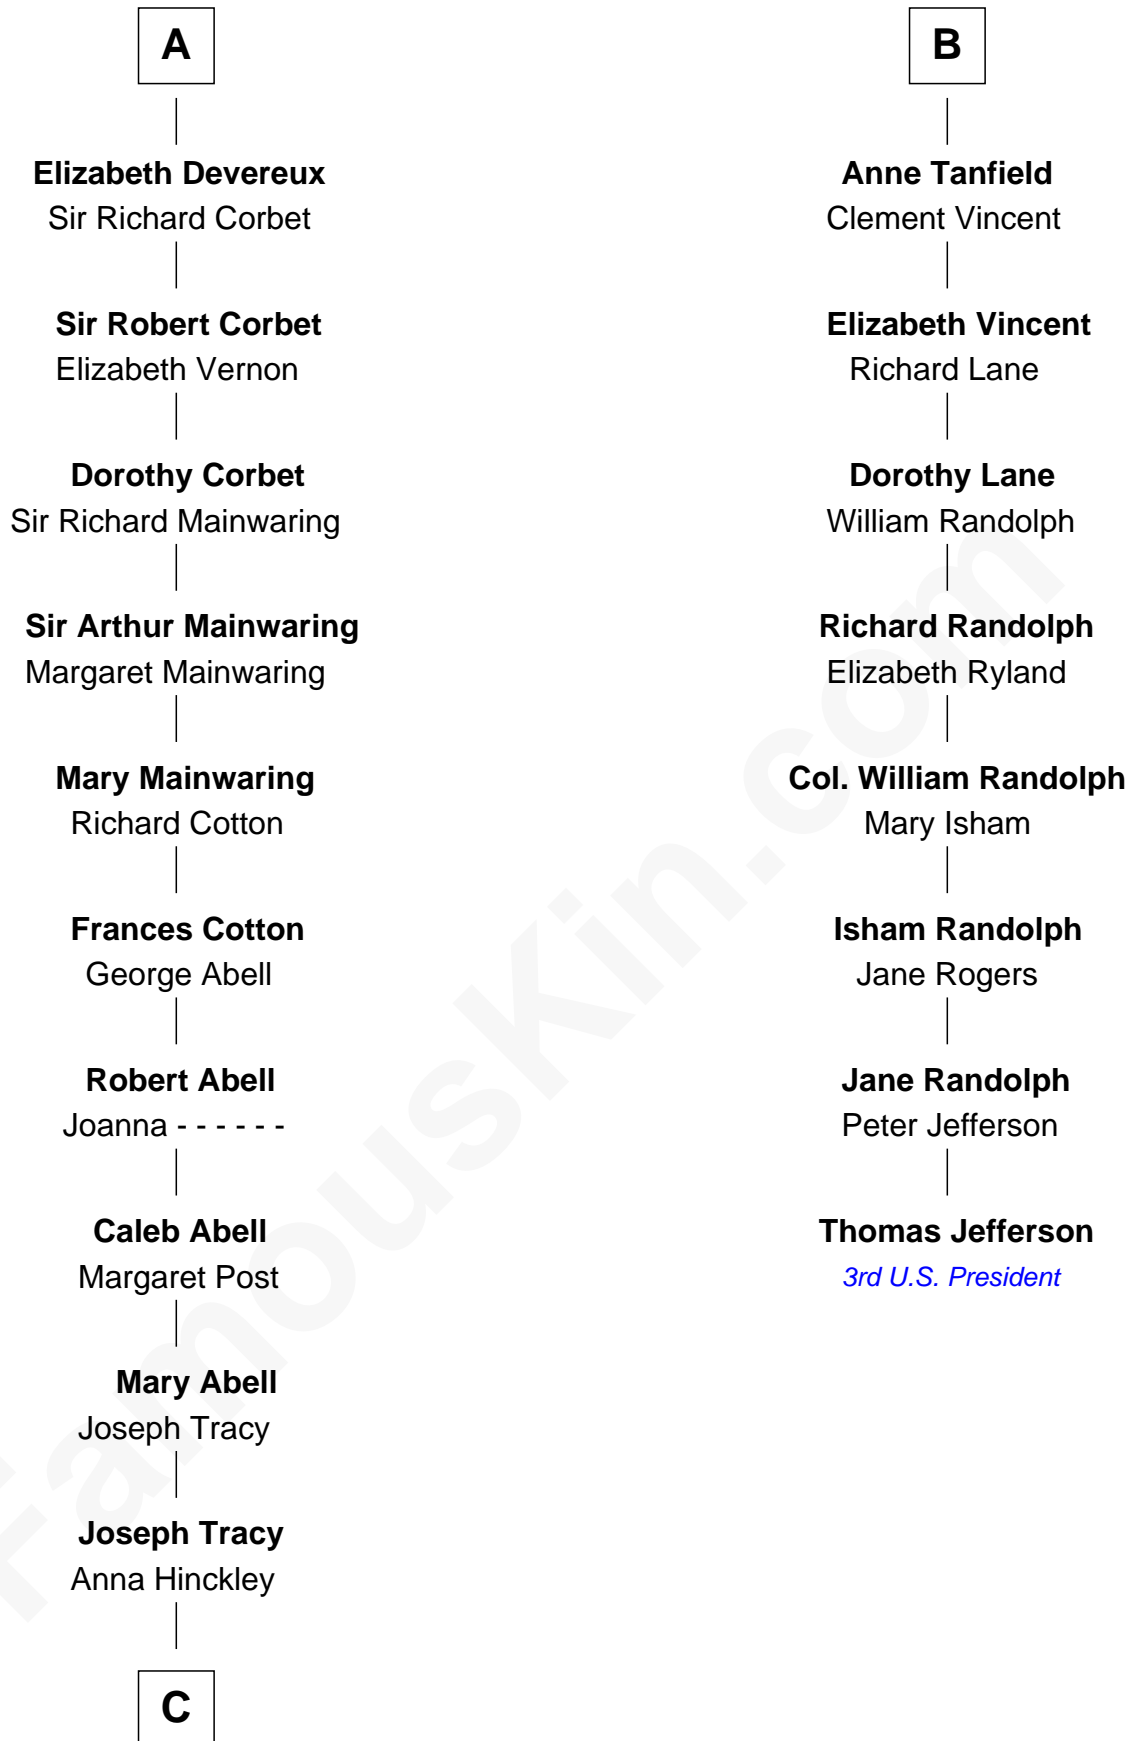 A
Elizabeth Devereux
Sir Richard Corbet
Sir Robert Corbet
Elizabeth Vernon
Dorothy Corbet
Sir Richard Mainwaring
Sir Arthur Mainwaring
Margaret Mainwaring
Mary Mainwaring
Richard Cotton
Frances Cotton
George Abell
Robert Abell
Joanna - - - - - -
Caleb Abell
Margaret Post
Mary Abell
Joseph Tracy
Joseph Tracy
Anna Hinckley
C
B
Anne Tanfield
Clement Vincent
Elizabeth Vincent
Richard Lane
Dorothy Lane
William Randolph
Richard Randolph
Elizabeth Ryland
Col. William Randolph
Mary Isham
Isham Randolph
Jane Rogers
Jane Randolph
Peter Jefferson
Thomas Jefferson
3rd U.S. President
FamousKin.com